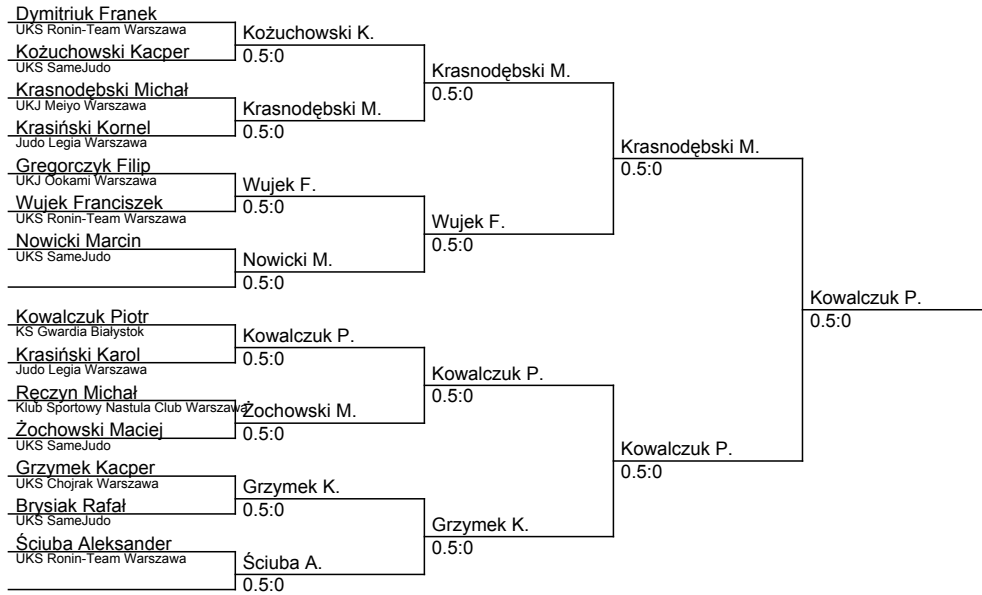 Dymitriuk Franek
UKS Ronin-Team Warszawa
Kożuchowski K.
0.5:0
Kożuchowski Kacper
UKS SameJudo
Krasnodębski M.
0.5:0
Krasnodębski Michał
UKJ Meiyo Warszawa
Krasnodębski M.
0.5:0
Krasiński Kornel
Judo Legia Warszawa
Krasnodębski M.
0.5:0
Gregorczyk Filip
UKJ Ookami Warszawa
Wujek F.
0.5:0
Wujek Franciszek
UKS Ronin-Team Warszawa
Wujek F.
0.5:0
Nowicki Marcin
UKS SameJudo
Nowicki M.
0.5:0
Kowalczuk P.
0.5:0
Kowalczuk Piotr
KS Gwardia Białystok
Kowalczuk P.
0.5:0
Krasiński Karol
Judo Legia Warszawa
Kowalczuk P.
0.5:0
Ręczyn Michał
Klub Sportowy Nastula Club Warszawa
Żochowski M.
0.5:0
Żochowski Maciej
UKS SameJudo
Kowalczuk P.
0.5:0
Grzymek Kacper
UKS Chojrak Warszawa
Grzymek K.
0.5:0
Brysiak Rafał
UKS SameJudo
Grzymek K.
0.5:0
Ściuba Aleksander
UKS Ronin-Team Warszawa
Ściuba A.
0.5:0